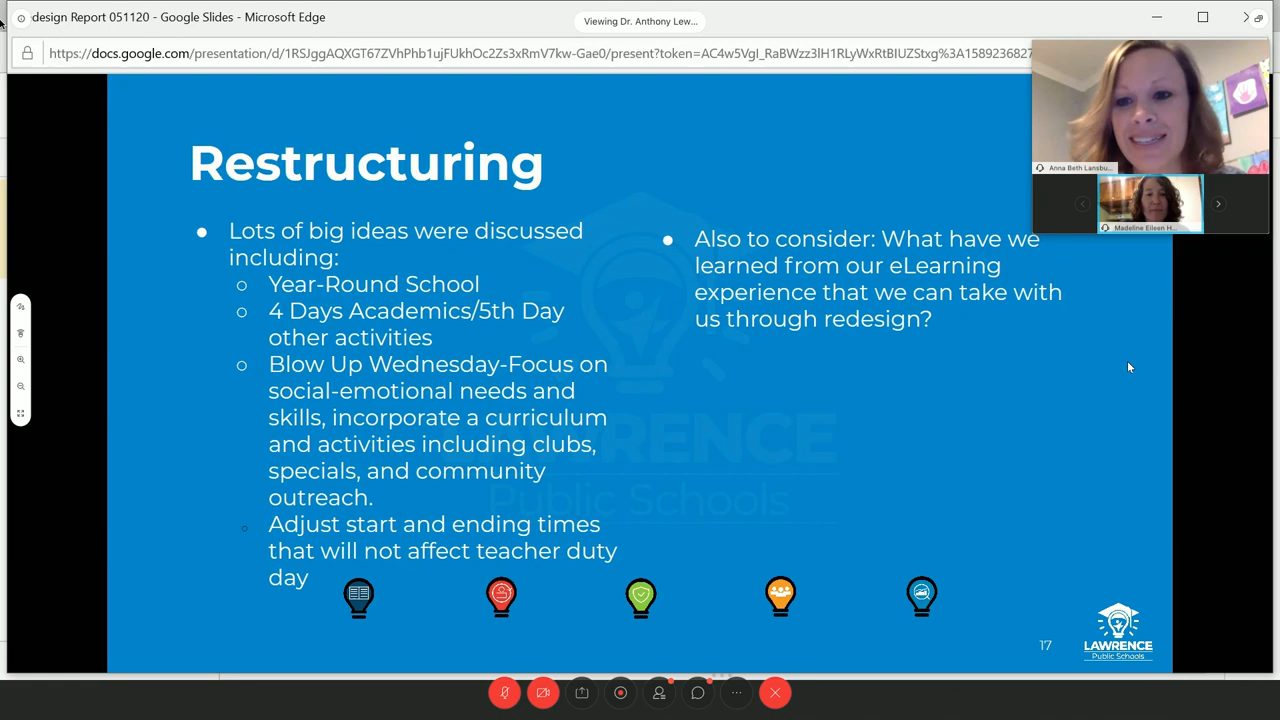 design Report 051120 - Google Slides - Microsoft Edge
Viewing Dr. Anthony Lew...
https://docs.google.com/presentation/d/1RSJggAQXGT67ZVhPhb1ujFUkhOc2Zs3xRmV7kw-Gae0/present?token=AC4w5VgI_RaBWzz3lH1RLyWxRtBIUZStxg%3A1589236827
Anna Beth Lansbu...
Madeline Eileen H...
Restructuring
● Lots of big ideas were discussed
including:
○ Year-Round School
○ 4 Days Academics/5th Day
other activities
○ Blow Up Wednesday-Focus on
social-emotional needs and
skills, incorporate a curriculum
and activities including clubs,
specials, and community
outreach.
○ Adjust start and ending times
that will not affect teacher duty
day
● Also to consider: What have we
learned from our eLearning
experience that we can take with
us through redesign?
LAWRENCE
Public Schools
17
LAWRENCE
Public Schools